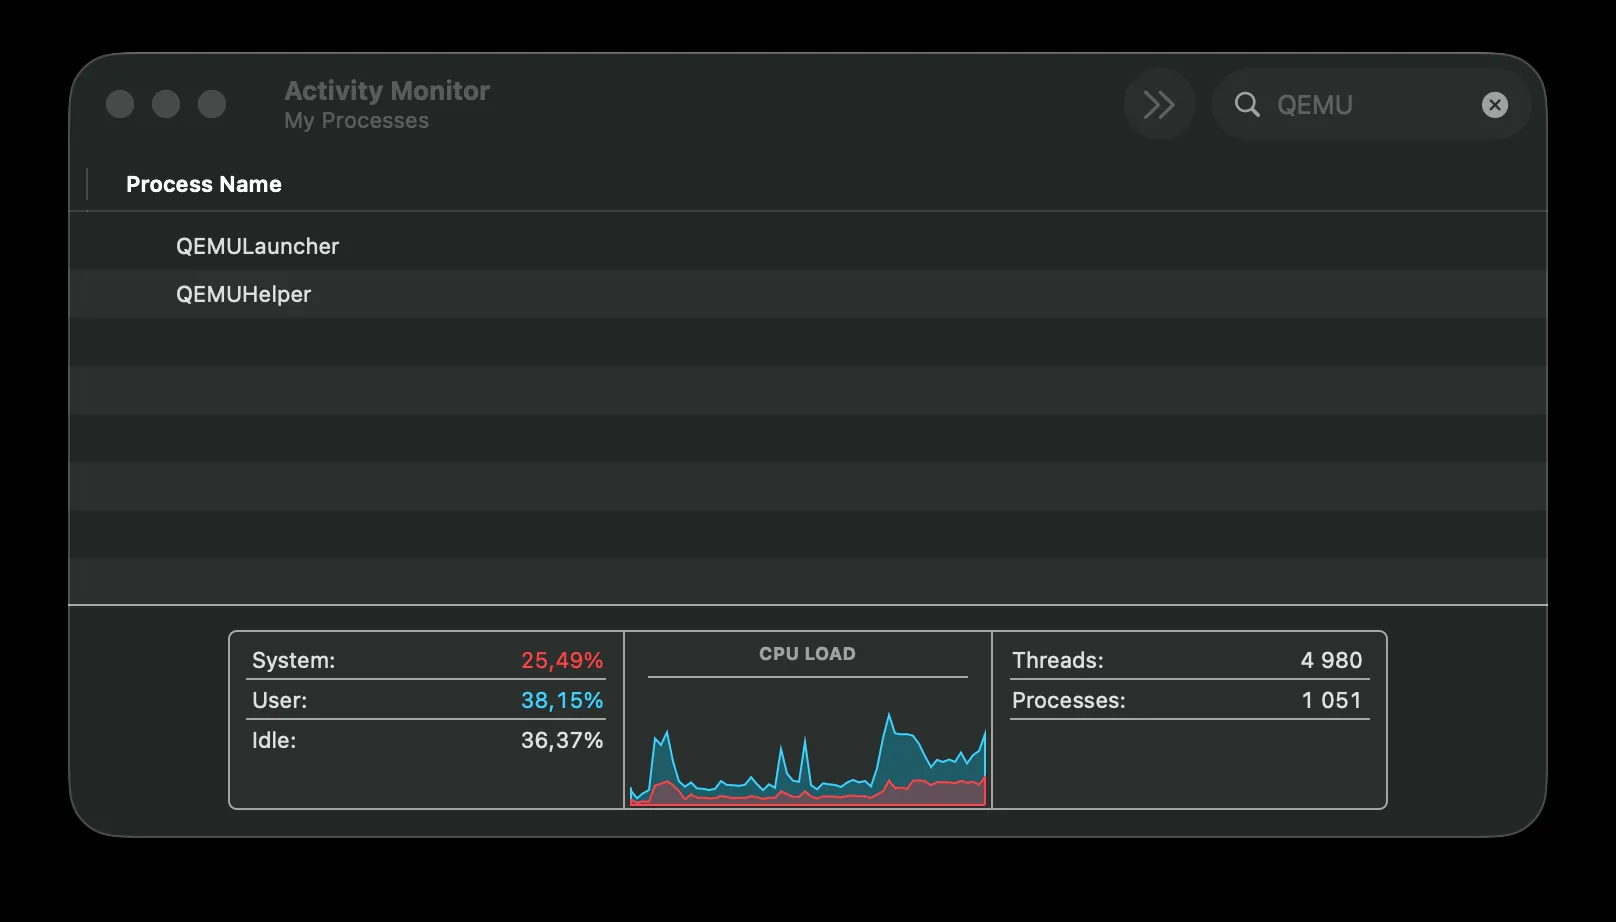 Activity Monitor
My Processes
QEMU
Process Name
QEMULauncher
QEMUHelper
System: 25,49%
User: 38,15%
Idle: 36,37%
CPU LOAD
Threads: 4 980
Processes: 1 051